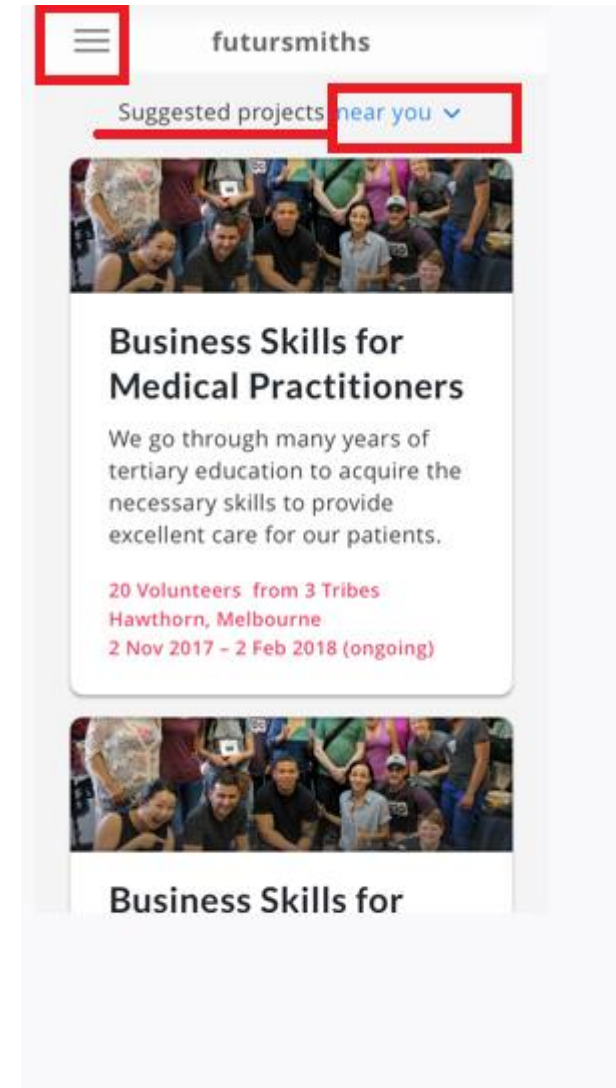 futursmiths
Suggested projects near you
Business Skills for
Medical Practitioners
We go through many years of
tertiary education to acquire the
necessary skills to provide
excellent care for our patients.
20 Volunteers from 3 Tribes
Hawthorn, Melbourne
2 Nov 2017 – 2 Feb 2018 (ongoing)
Business Skills for